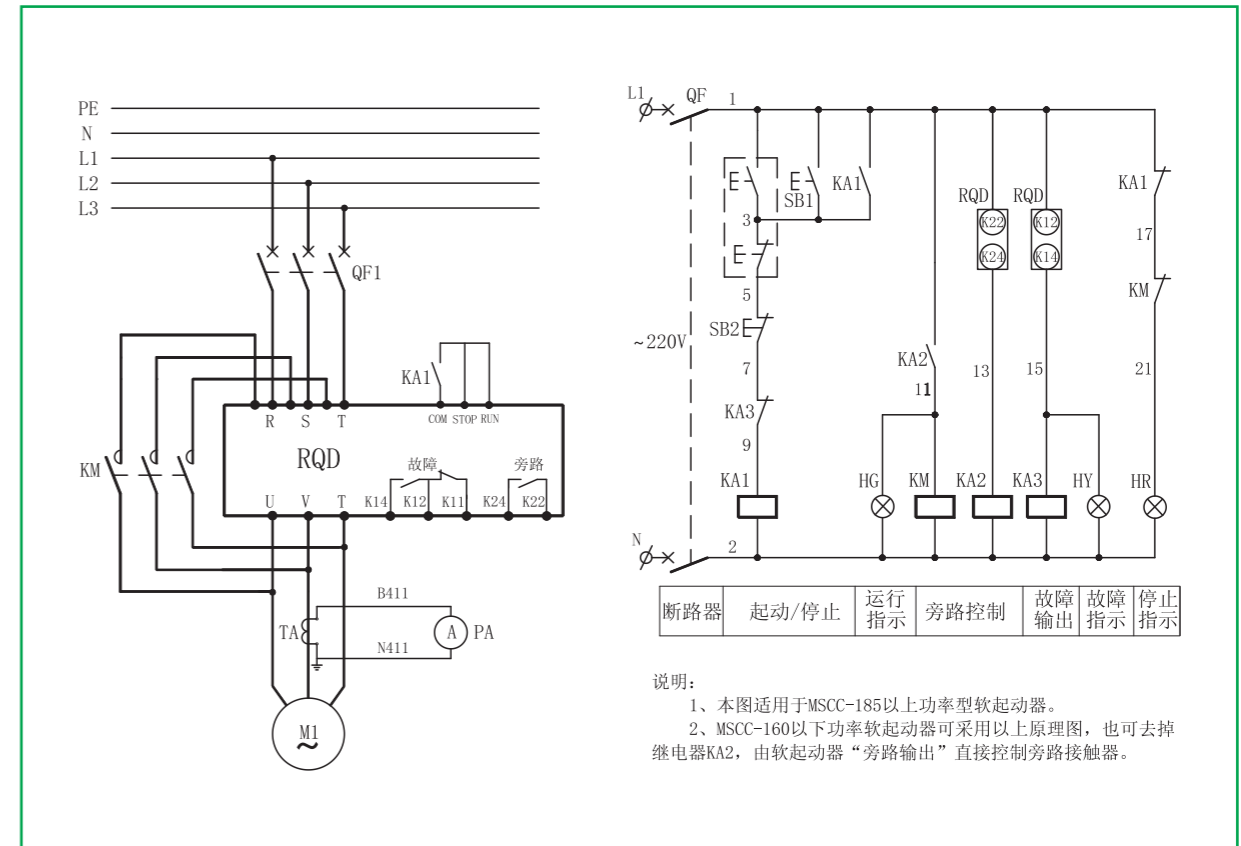 PE
N
L1
L2
L3
QF1
KA1
COM STOP RUN
R S T
RQD
故障
旁路
KM
U V T K14 K12 K11 K24 K22
B411
TA
A
PA
N411
M1
~
L1 QF 1
E E KA1
SB1
3
E
5
SB2 E
7
KA3
9
KA1
~220V
KA2
11
HG KM KA2 KA3 HY HR
RQD RQD
K22 K12
K24 K14
13 15
KA1
17
KM
21
N 2
断路器 起动/停止 运行指示 旁路控制 故障输出 故障指示 停止指示
说明:
1、本图适用于MSCC-185以上功率型软起动器。
2、MSCC-160以下功率软起动器可采用以上原理图，也可去掉
继电器KA2，由软起动器“旁路输出”直接控制旁路接触器。